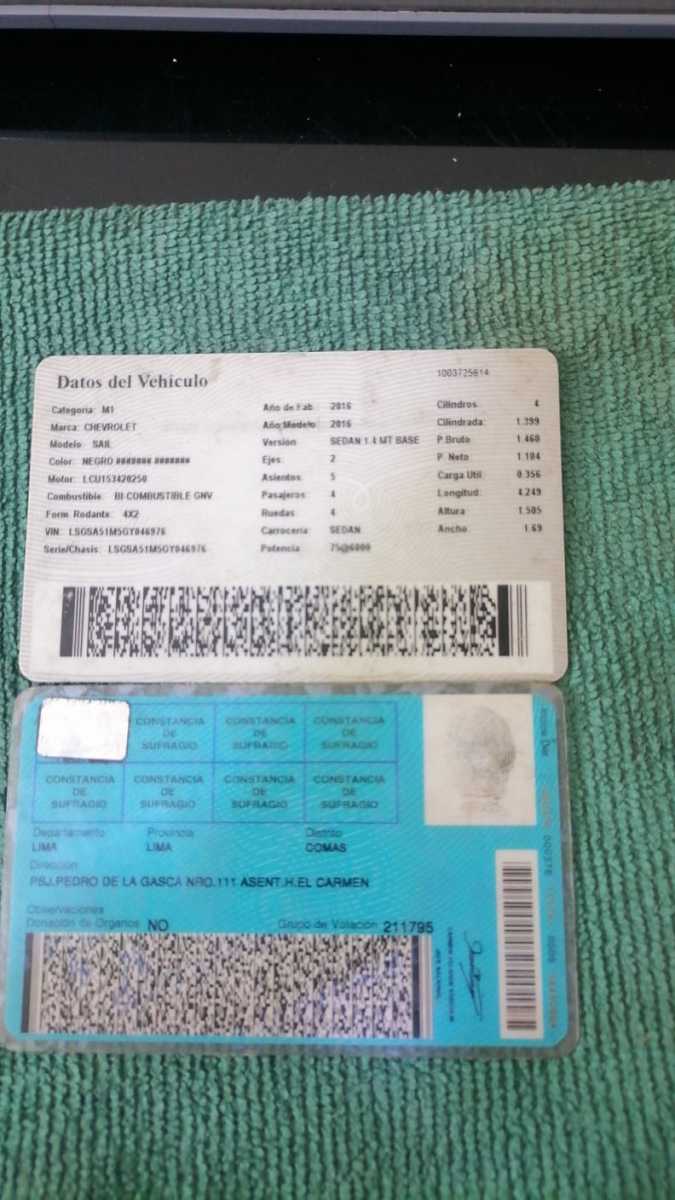 Datos del Vehiculo
1003725614
Categoria: M1 Año de Fab. 2016 Cilindros 4
Marca: CHEVROLET Año Modelo 2016 Cilindrada: 1.399
Modelo SAIL Version SEDAN 1.4 MT BASE P.Bruto 1.460
Color: NEGRO ####### ####### Ejes: 2 P. Neto 1.104
Motor: LCU153420250 Asientos 5 Carga Util 0.356
Combustible: BI-COMBUSTIBLE GNV Pasajeros 4 Longitud: 4.249
Form Rodante: 4X2 Ruedas 4 Altura 1.505
VIN: LSGSA51M5GY046976 Carroceria: SEDAN Ancho. 1.69
Serie/Chasis: LSGSA51M5GY046976 Potencia 75@6000
CONSTANCIA DE SUFRAGIO
CONSTANCIA DE SUFRAGIO
CONSTANCIA DE SUFRAGIO
CONSTANCIA DE SUFRAGIO
CONSTANCIA DE SUFRAGIO
CONSTANCIA DE SUFRAGIO
CONSTANCIA DE SUFRAGIO
Departamento Provincia Distrito
LIMA LIMA COMAS
Dirección
PSJ.PEDRO DE LA GASCA NRO.111 ASENT.H.EL CARMEN
Observaciones
Donación de Organos NO Grupo de Votación 211795